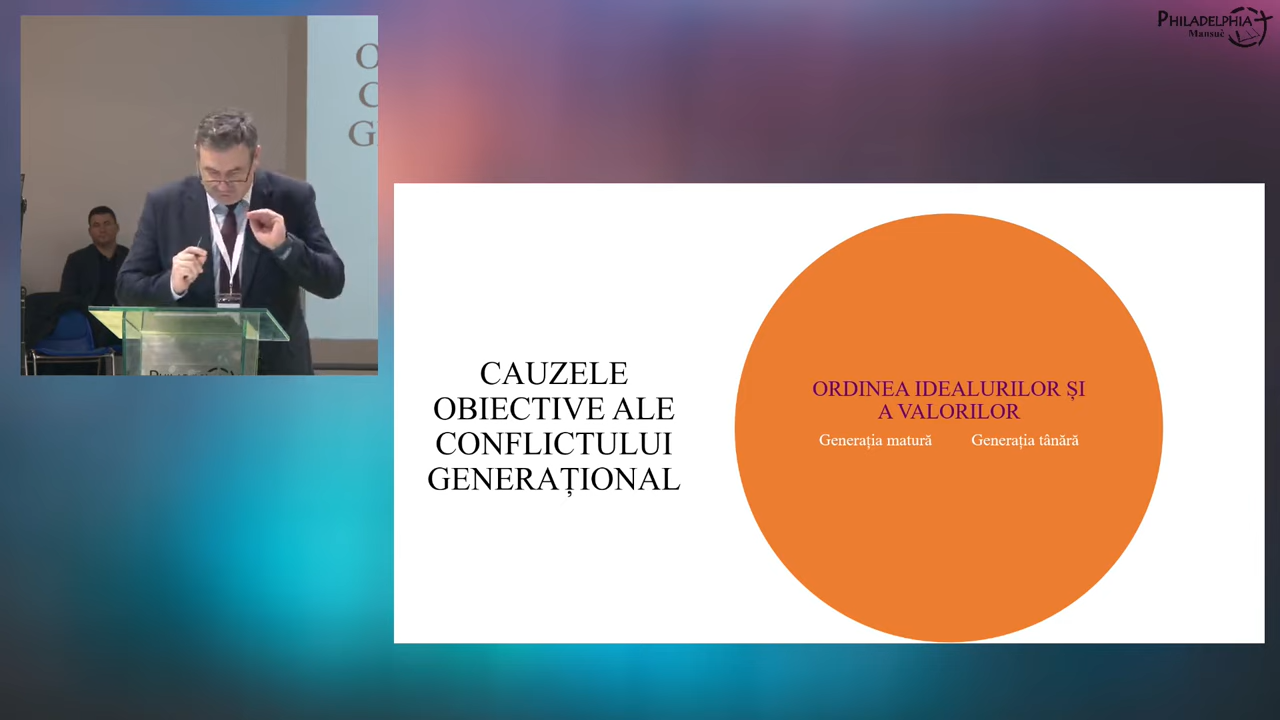 PHILADELPHIA
Mansuè
O
C
G
CAUZELE
OBIECTIVE ALE
CONFLICTULUI
GENERAȚIONAL
ORDINEA IDEALURILOR ȘI
A VALORILOR
Generația matură Generația tânără